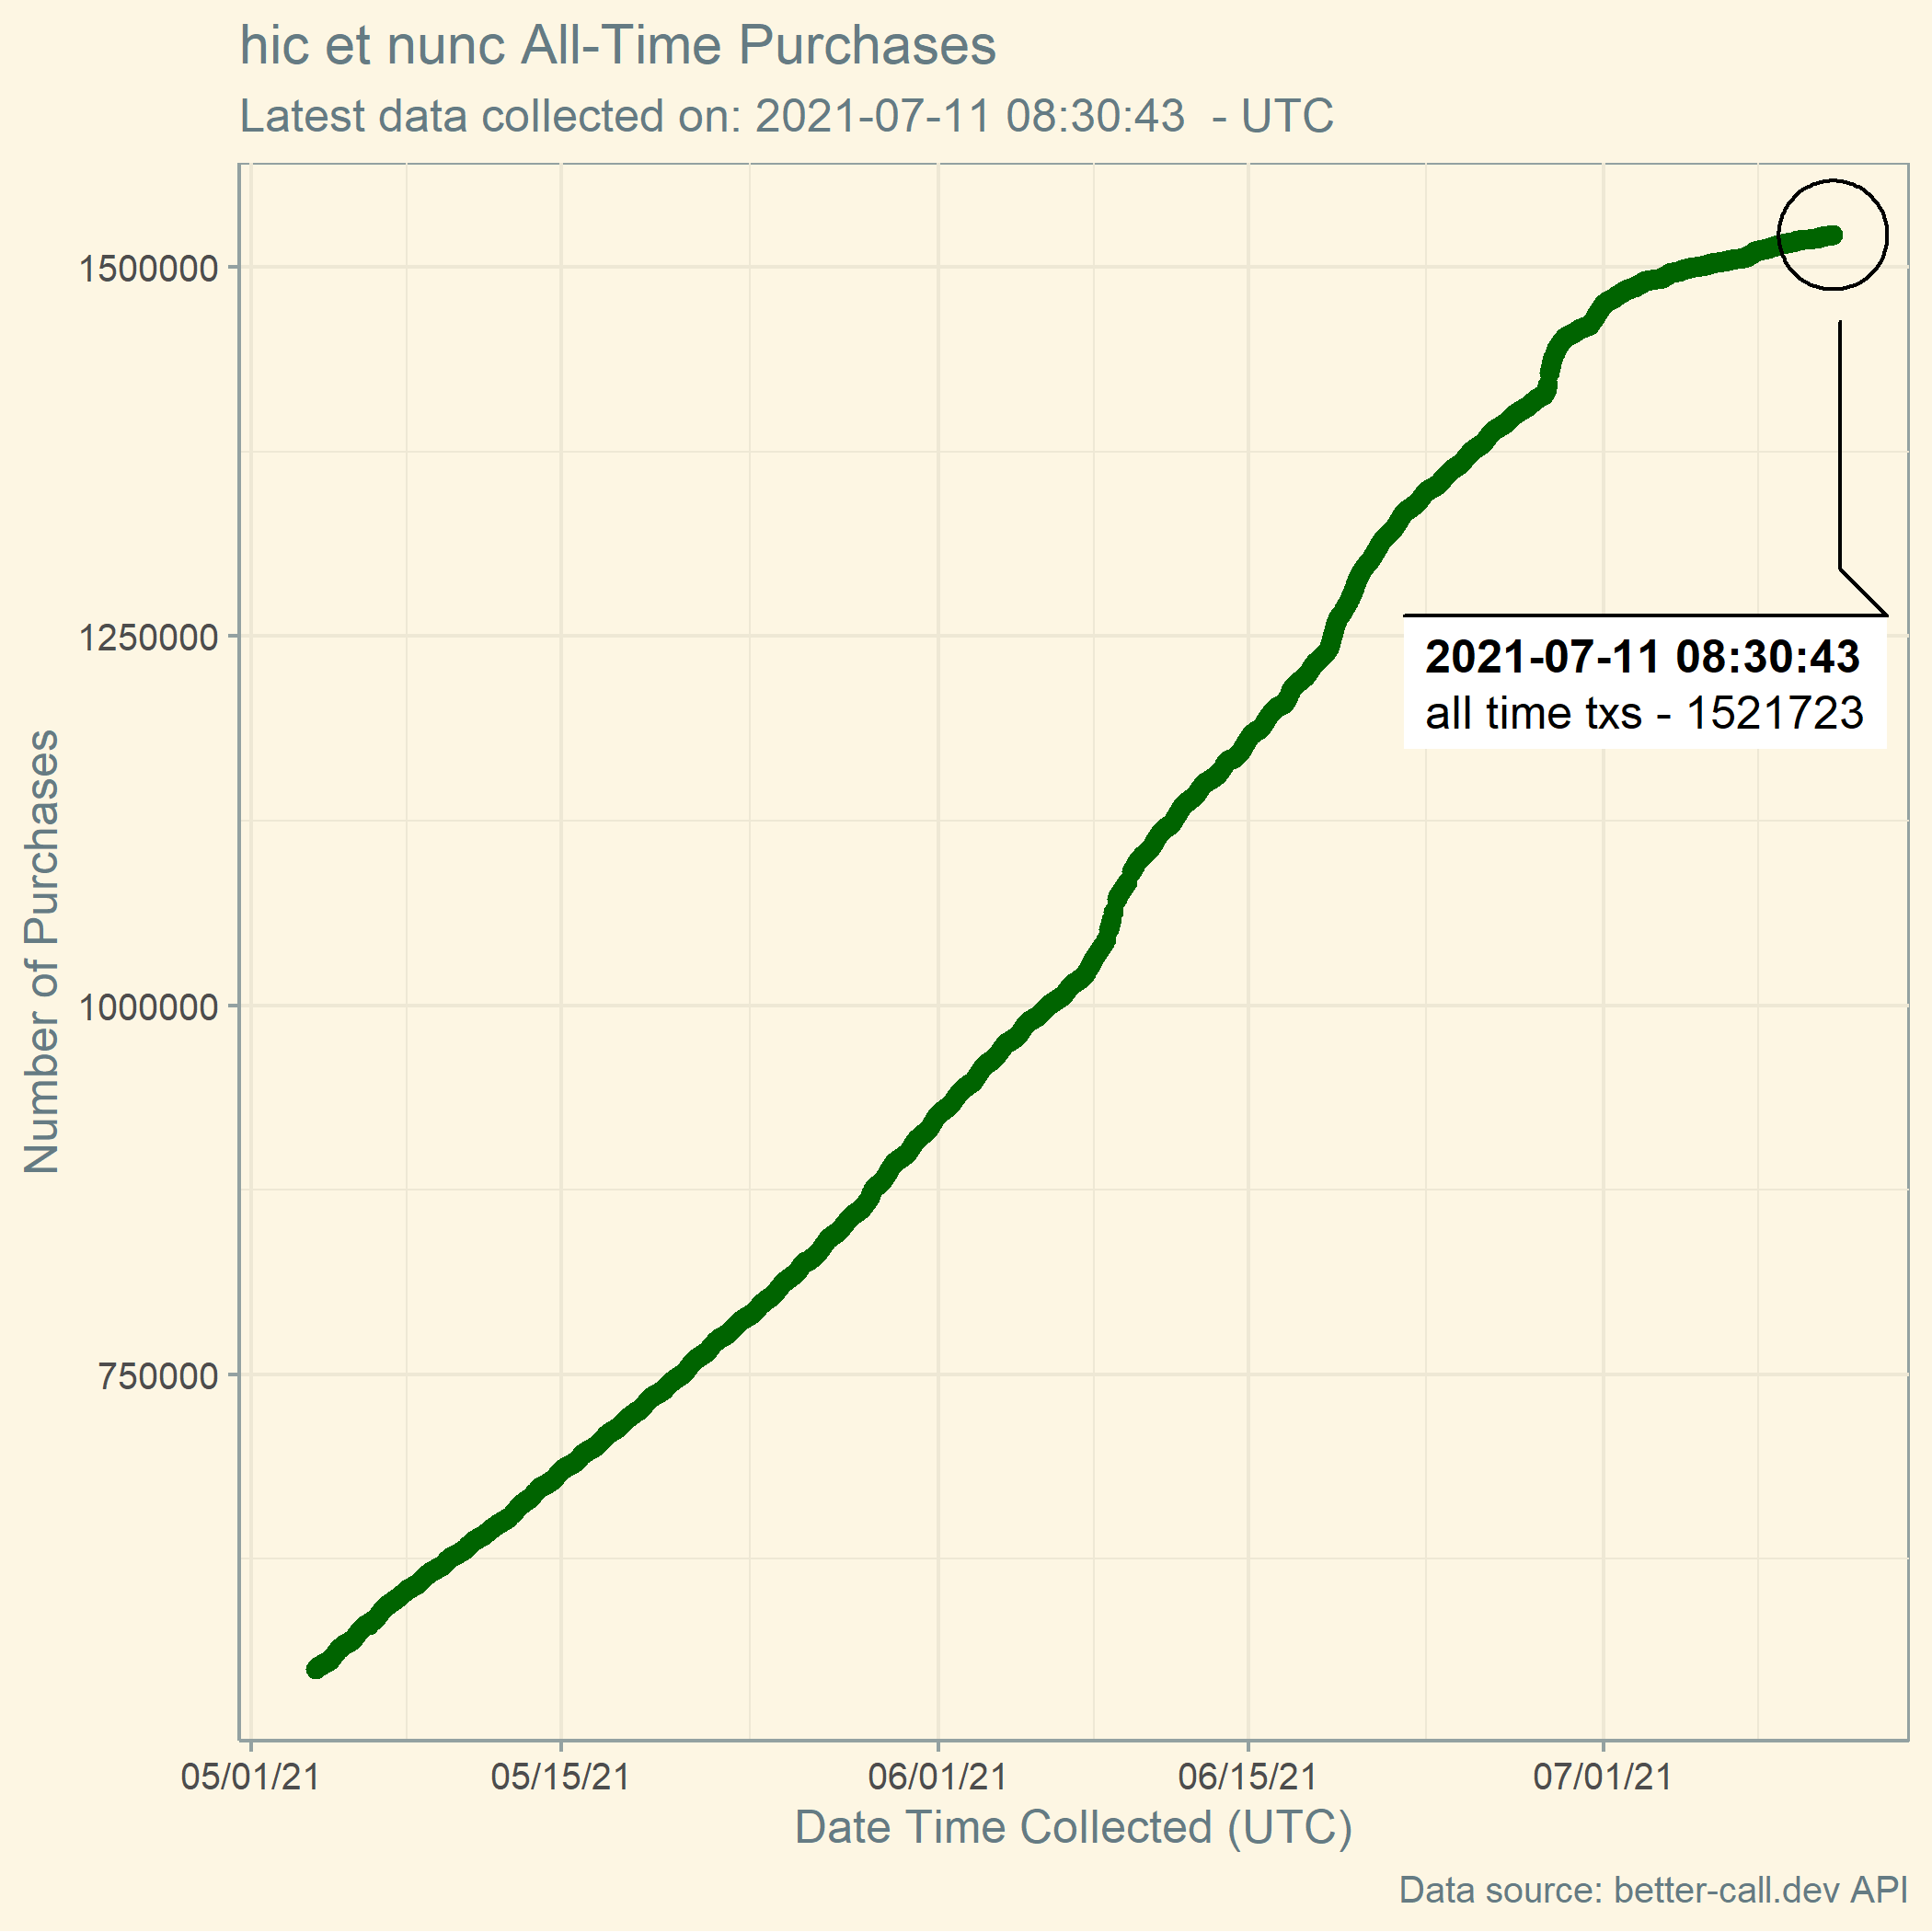 hic et nunc All-Time Purchases
Latest data collected on: 2021-07-11 08:30:43  - UTC
1500000
1250000
1000000
750000
Number of Purchases
2021-07-11 08:30:43
all time txs - 1521723
05/01/21 05/15/21 06/01/21 06/15/21 07/01/21
Date Time Collected (UTC)
Data source: better-call.dev API